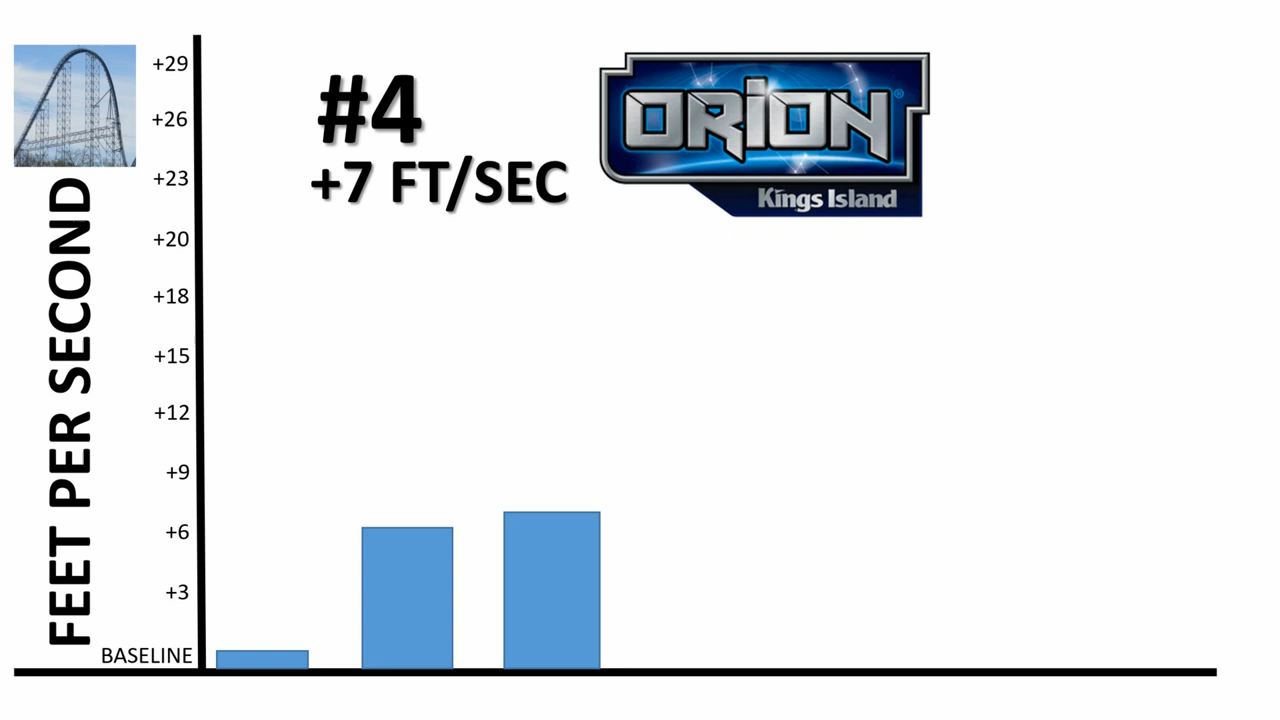 #4
+7 FT/SEC
ORION®
Kings Island
FEET PER SECOND
+29
+26
+23
+20
+18
+15
+12
+9
+6
+3
BASELINE